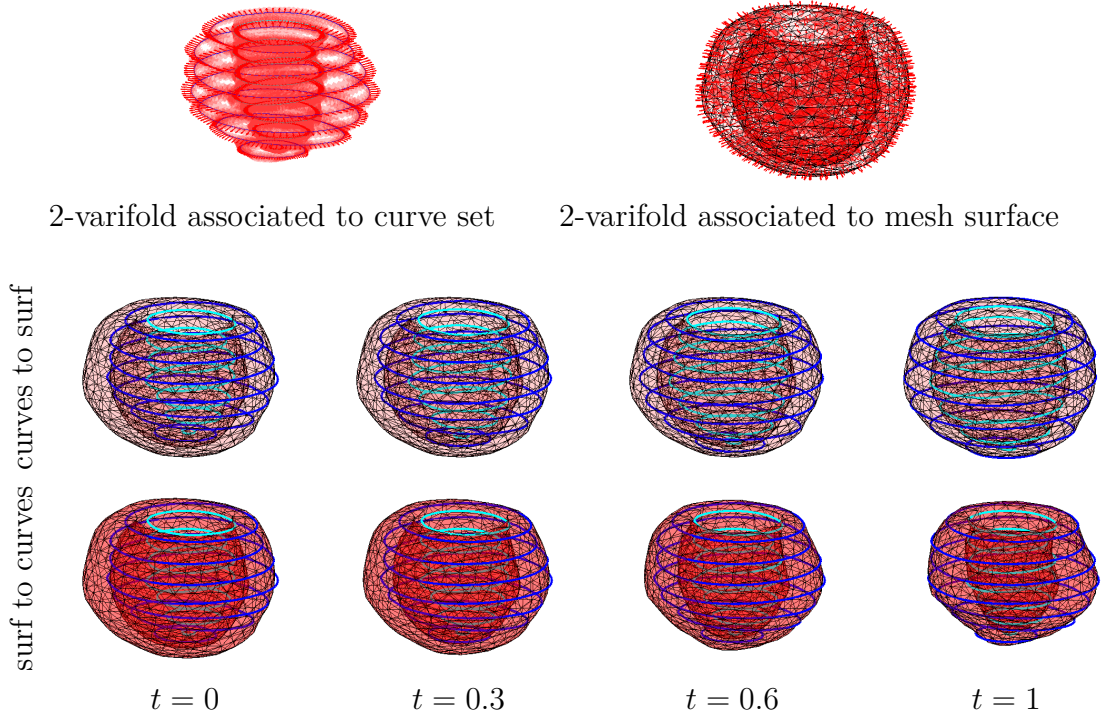 2-varifold associated to curve set
2-varifold associated to mesh surface
curves to surf
surf to curves
t = 0
t = 0.3
t = 0.6
t = 1